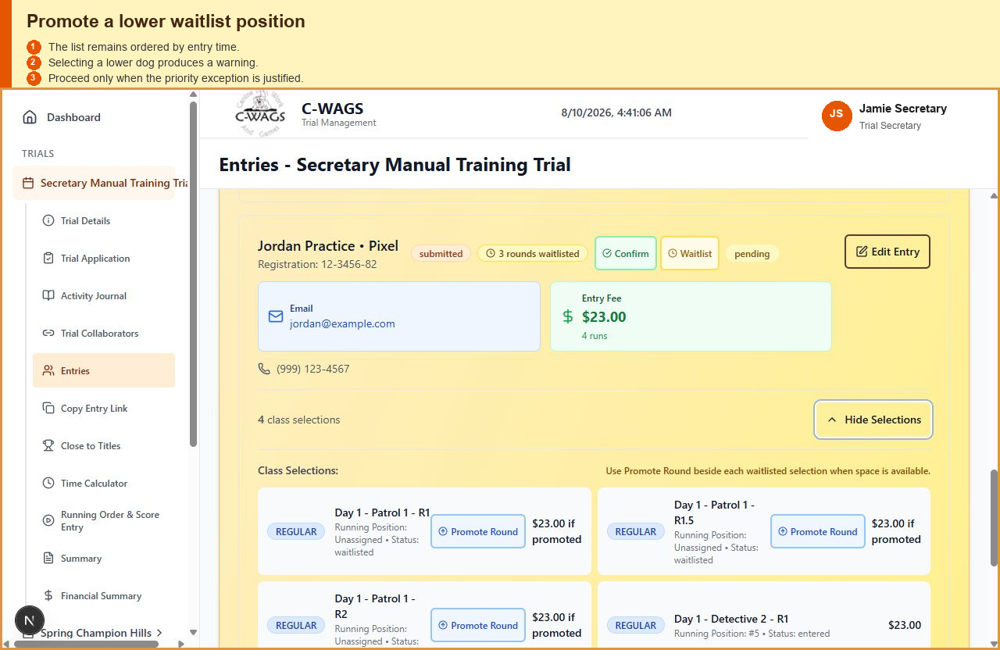 Promote a lower waitlist position
1 The list remains ordered by entry time.
2 Selecting a lower dog produces a warning.
3 Proceed only when the priority exception is justified.
Dashboard
TRIALS
Secretary Manual Training Tria
Trial Details
Trial Application
Activity Journal
Trial Collaborators
Entries
Copy Entry Link
Close to Titles
Time Calculator
Running Order & Score
Entry
Summary
Financial Summary
N
Spring Champion Hills
Canine Work
C-WAGS
And Games
C-WAGS
Trial Management
8/10/2026, 4:41:06 AM
JS
Jamie Secretary
Trial Secretary
Entries - Secretary Manual Training Trial
Jordan Practice • Pixel
Registration: 12-3456-82
submitted
3 rounds waitlisted
Confirm
Waitlist
pending
Edit Entry
Email
jordan@example.com
Entry Fee
$23.00
4 runs
(999) 123-4567
4 class selections
Hide Selections
Class Selections:
Use Promote Round beside each waitlisted selection when space is available.
REGULAR
Day 1 - Patrol 1 - R1
Running Position:
Unassigned • Status:
waitlisted
Promote Round
$23.00 if
promoted
REGULAR
Day 1 - Patrol 1 -
R1.5
Running Position:
Unassigned • Status:
waitlisted
Promote Round
$23.00 if
promoted
REGULAR
Day 1 - Patrol 1 -
R2
Running Position:
Unassigned • Status:
Promote Round
$23.00 if
promoted
REGULAR
Day 1 - Detective 2 - R1
Running Position: #5 • Status: entered
$23.00